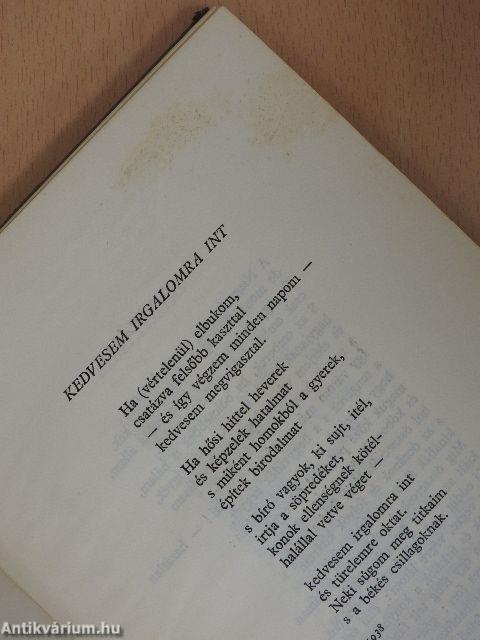 KEDVESEM IRGALOMRA INT
Ha (vértelenül) elbukom,
csatázva felsőbb kaszttal
— és így végzem minden napom —
kedvesem megvigasztal.
Ha hősi hittel heverek
és képzelek hatalmat
s miként homokból a gyerek,
építek birodalmat
s bíró vagyok, ki sujt, itél,
irtja a söpredéket,
konok ellenségnek kötél-
halállal vetve véget —
kedvesem irgalomra int
és türelemre oktat.
Neki súgom meg titkaim
s a békés csillagoknak.
1938
Antikvárium.hu